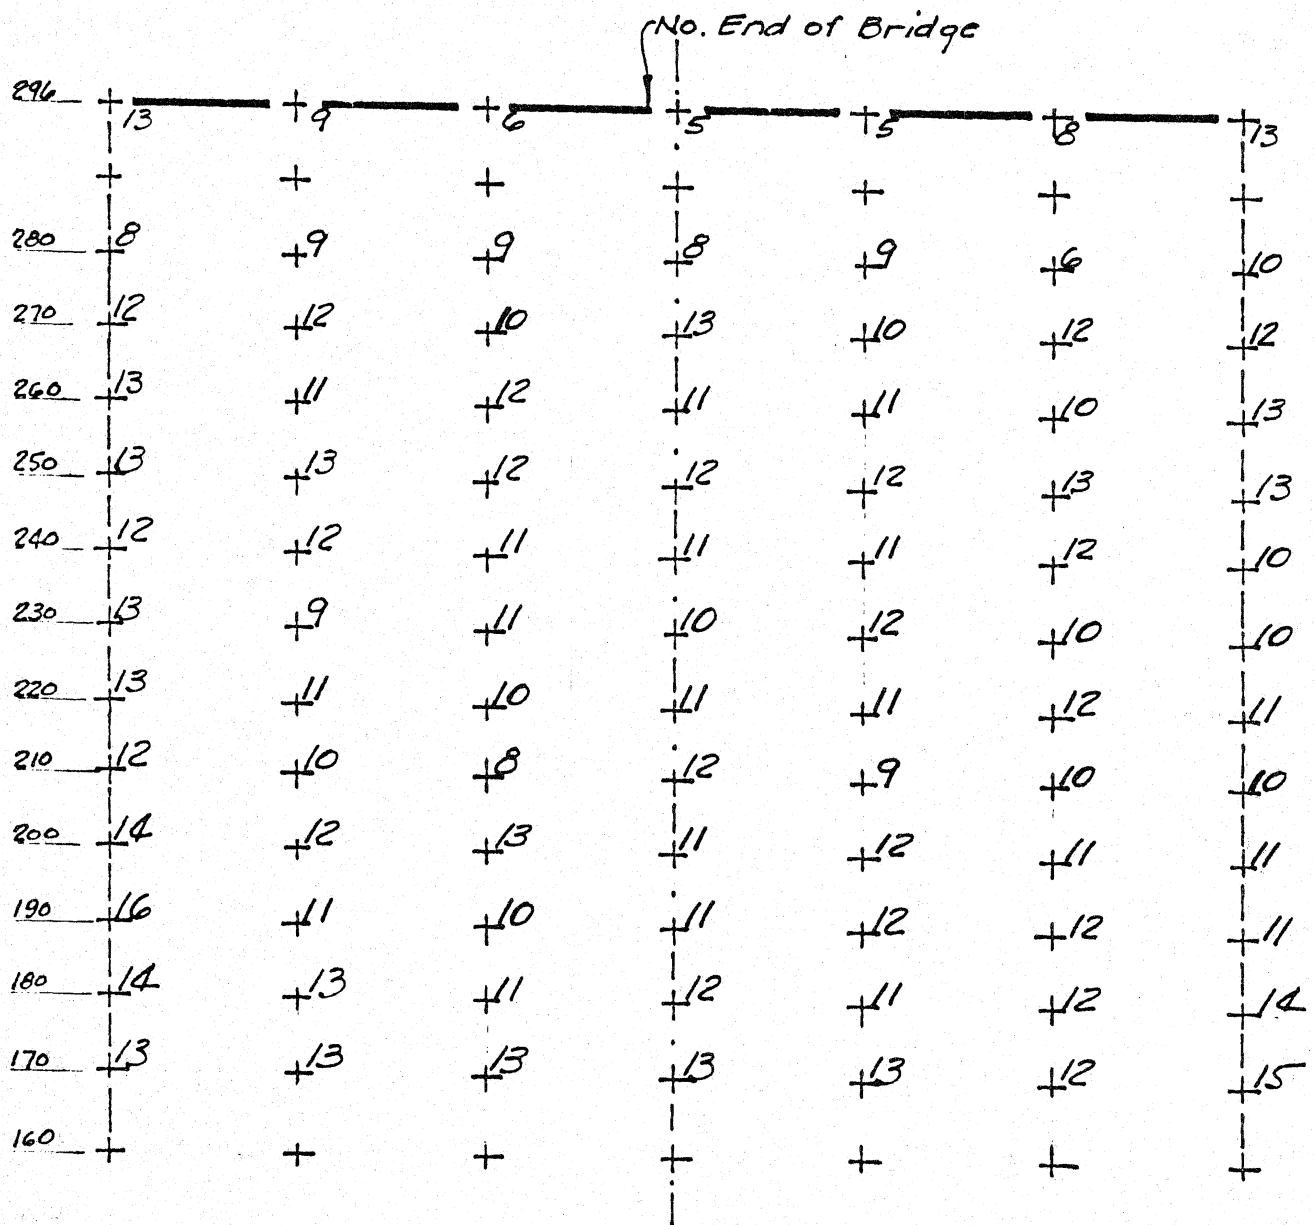 No. End of Bridge
296 13 9 6 5 5 8 13
280 8 9 9 8 9 6 10
270 12 12 10 13 10 12 12
260 13 11 12 11 11 10 13
250 13 13 12 12 12 13 13
240 12 12 11 11 11 12 10
230 13 9 11 10 12 10 10
220 13 11 10 11 11 12 11
210 12 10 8 12 9 10 10
200 14 12 13 11 12 11 11
190 16 11 10 11 12 12 11
180 14 13 11 12 11 12 14
170 13 13 13 13 13 12 15
160